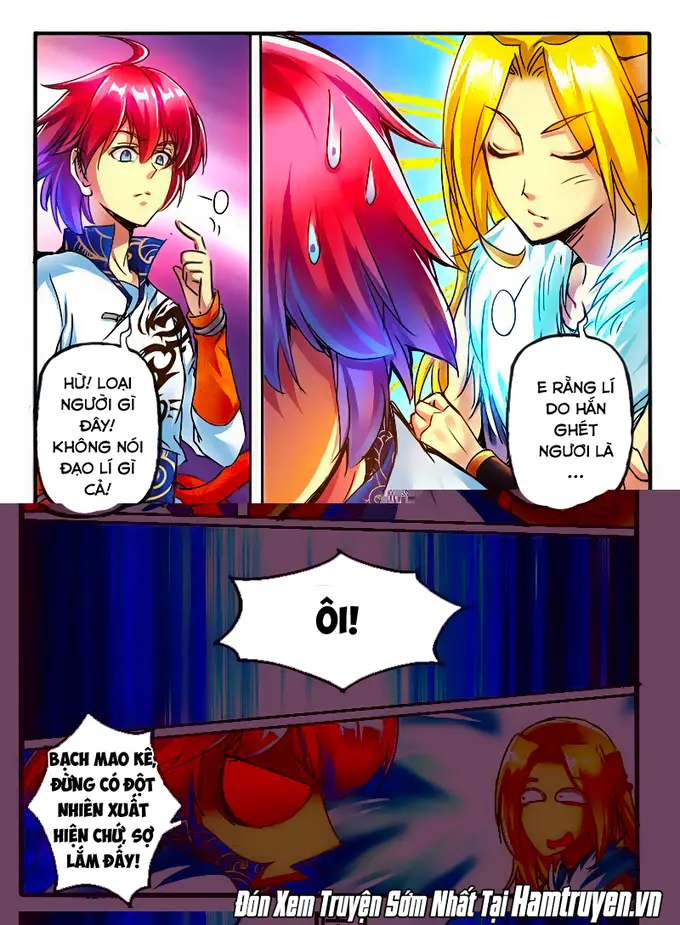 HỪ! LOẠI
NGƯỜI GÌ
ĐÂY!
KHÔNG NÓI
ĐẠO LÍ GÌ
CẢ!
E RẰNG LÍ
DO HẮN
GHÉT
NGƯƠI LÀ
...
ÔI!
BẠCH MAO KÊ,
ĐỪNG CÓ ĐỘT
NHIÊN XUẤT
HIỆN CHỨ, SỢ
LẮM ĐẤY!
Đón Xem Truyện Sớm Nhất Tại Hamtruyen.vn